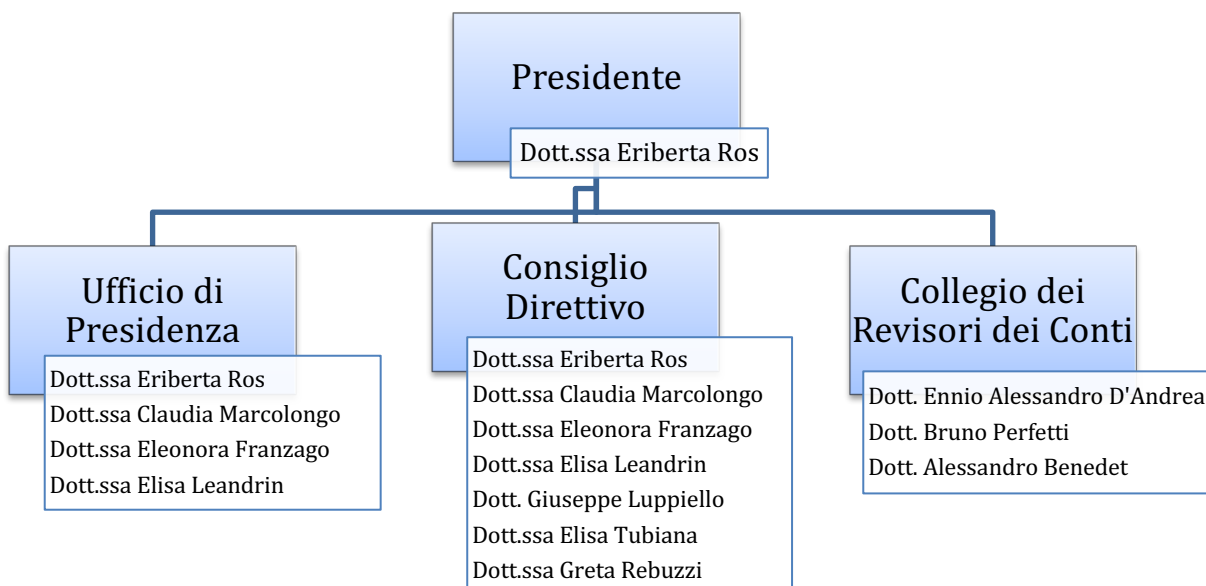 Presidente
Dott.ssa Eriberta Ros
Ufficio di
Presidenza
Dott.ssa Eriberta Ros
Dott.ssa Claudia Marcolongo
Dott.ssa Eleonora Franzago
Dott.ssa Elisa Leandrin
Consiglio
Direttivo
Dott.ssa Eriberta Ros
Dott.ssa Claudia Marcolongo
Dott.ssa Eleonora Franzago
Dott.ssa Elisa Leandrin
Dott. Giuseppe Luppiello
Dott.ssa Elisa Tubiana
Dott.ssa Greta Rebuzzi
Collegio dei
Revisori dei Conti
Dott. Ennio Alessandro D'Andrea
Dott. Bruno Perfetti
Dott. Alessandro Benedet